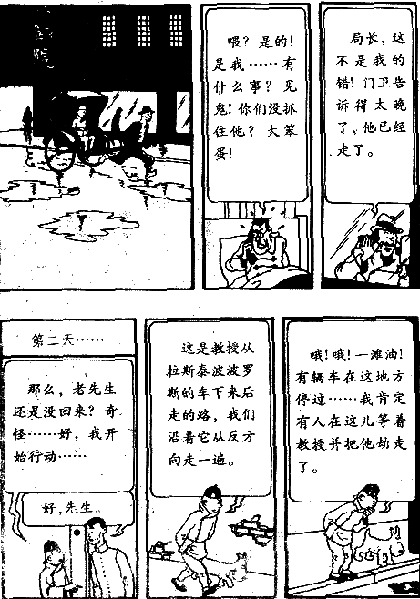 院
喂？是的！
是我……有
什么事？见
鬼！你们没抓
住他？大笨
蛋！
局长，这
不是我的
错！门卫告
诉得太晚
了，他已经
走了。
第二天……
那么，老先生
还是没回来？奇
怪……好，我开
始行动……
好，先生。
这是教授从
拉斯泰波波罗
斯的车下来后
走的路，我们
沿着它从反方
向走一遍。
哦！哦！一滩油！
有辆车在这地方
停过……我肯定
有人在这儿等着
教授并把他劫走
了。